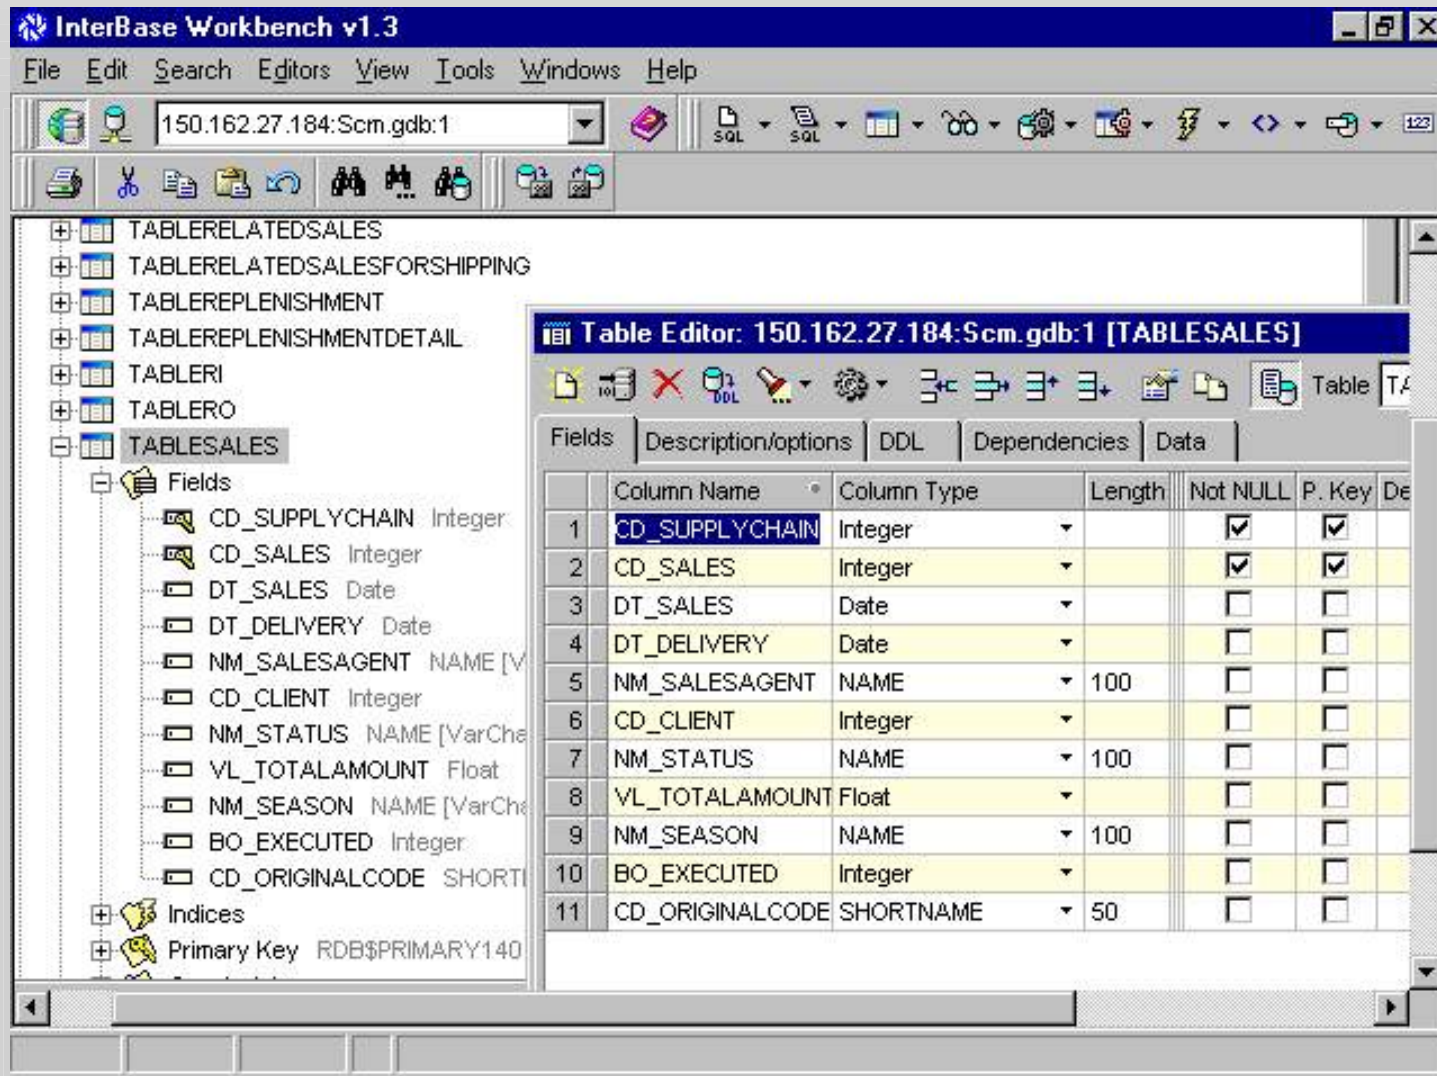 InterBase Workbench v1.3
File Edit Search Editors View Tools Windows Help
150.162.27.184:Scm.gdb:1
SQL SQL 123
TABLERELATEDSALES
TABLERELATEDSALESFORSHIPPING
TABLEREPLENISHMENT
TABLEREPLENISHMENTDETAIL
TABLERI
TABLERO
TABLESALES
Fields
CD_SUPPLYCHAIN Integer
CD_SALES Integer
DT_SALES Date
DT_DELIVERY Date
NM_SALESAGENT NAME [V
CD_CLIENT Integer
NM_STATUS NAME [VarCha
VL_TOTALAMOUNT Float
NM_SEASON NAME [VarCha
BO_EXECUTED Integer
CD_ORIGINALCODE SHORTI
Indices
Primary Key RDB$PRIMARY140
Table Editor: 150.162.27.184:Scm.gdb:1 [TABLESALES]
DDL Table TA
Fields Description/options DDL Dependencies Data
Column Name Column Type Length Not NULL P. Key De
1 CD_SUPPLYCHAIN Integer
2 CD_SALES Integer
3 DT_SALES Date
4 DT_DELIVERY Date
5 NM_SALESAGENT NAME 100
6 CD_CLIENT Integer
7 NM_STATUS NAME 100
8 VL_TOTALAMOUNT Float
9 NM_SEASON NAME 100
10 BO_EXECUTED Integer
11 CD_ORIGINALCODE SHORTNAME 50